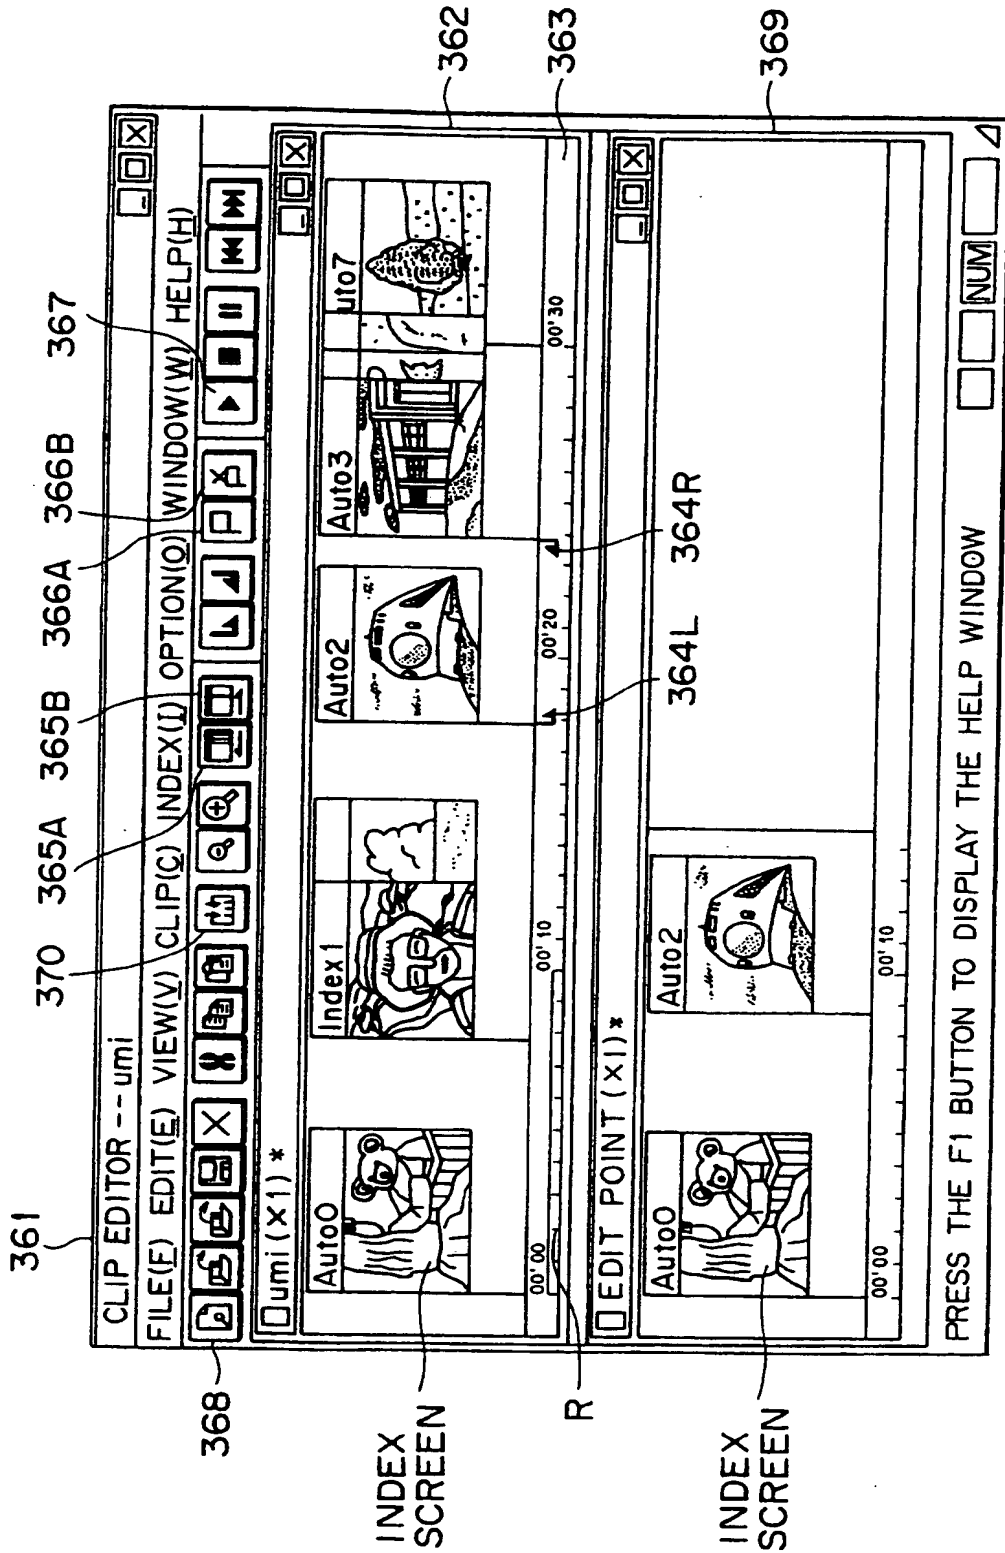 361
370
365A 365B
366A 366B
367
CLIP EDITOR -- umi
FILE(F) EDIT(E) VIEW(V) CLIP(C) INDEX(I) OPTION(O) WINDOW(W) HELP(H)
368
umi (×1) *
362
Auto0
Index1
Auto2
Auto3
uto7
INDEX
SCREEN
00'00
00'10
00'20
00'30
363
R
364L 364R
EDIT POINT (×1)*
Auto0
Auto2
369
INDEX
SCREEN
00'00
00'10
PRESS THE F1 BUTTON TO DISPLAY THE HELP WINDOW
NUM